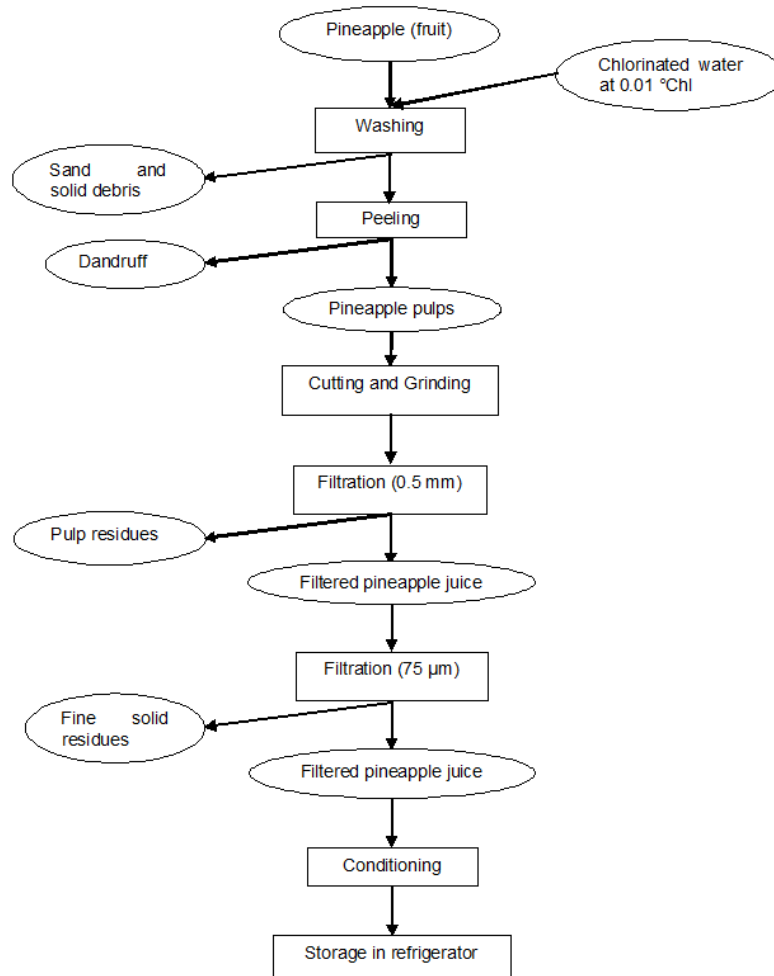 Pineapple (fruit)
Chlorinated water
at 0.01 °Chl
Washing
Sand and
solid debris
Peeling
Dandruff
Pineapple pulps
Cutting and Grinding
Filtration (0.5 mm)
Pulp residues
Filtered pineapple juice
Filtration (75 µm)
Fine solid
residues
Filtered pineapple juice
Conditioning
Storage in refrigerator